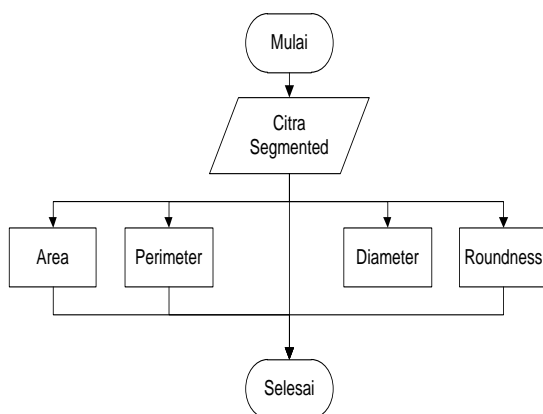 Mulai
Citra
Segmented
Area
Perimeter
Diameter
Roundness
Selesai